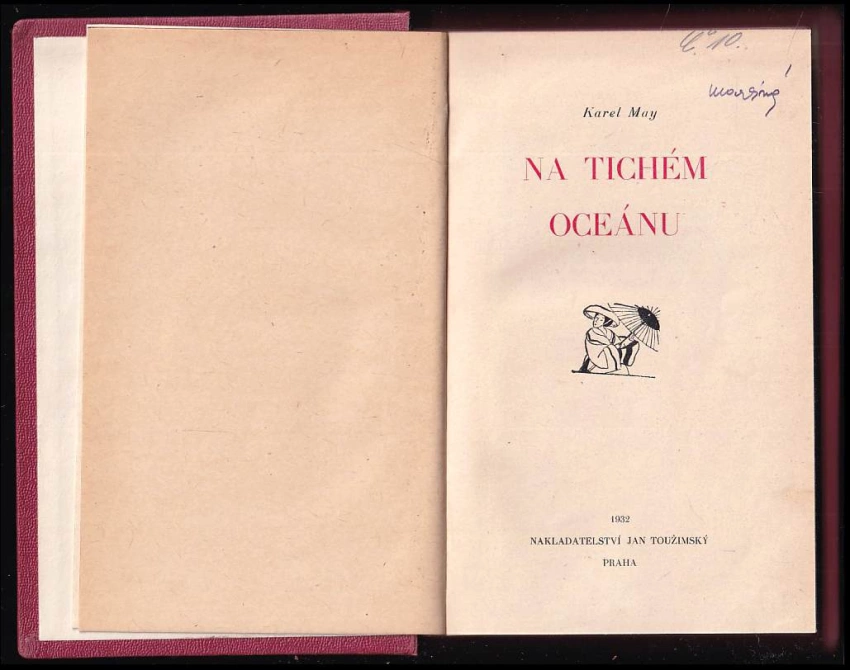 č. 10.
Karel May
NA TICHÉM
OCEÁNU
1932
NAKLADATELSTVÍ JAN TOUŽIMSKÝ
PRAHA